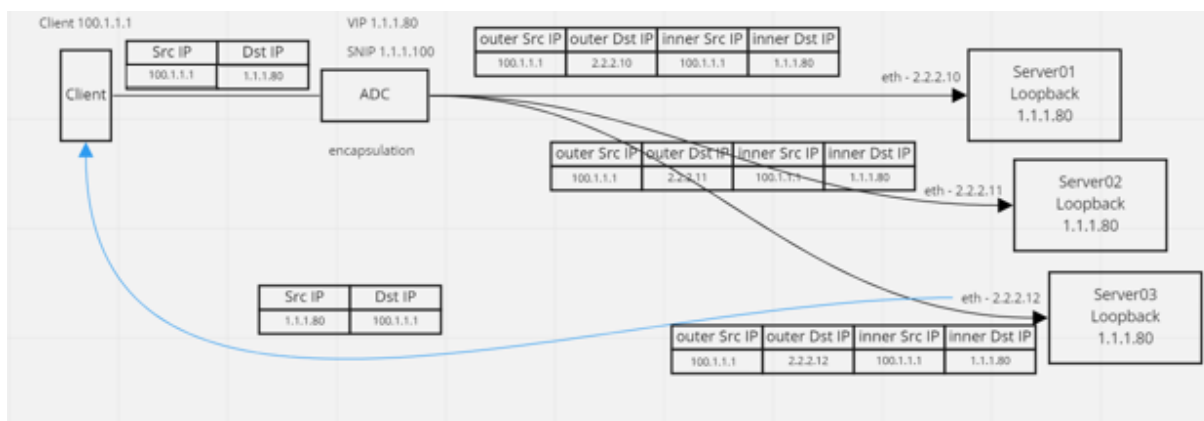 Client 100.1.1.1
VIP 1.1.1.80
SNIP 1.1.1.100
Src IP Dst IP
100.1.1.1 1.1.1.80
Client
ADC
encapsulation
outer Src IP outer Dst IP inner Src IP inner Dst IP
100.1.1.1 2.2.2.10 100.1.1.1 1.1.1.80
eth - 2.2.2.10
Server01
Loopback
1.1.1.80
outer Src IP outer Dst IP inner Src IP inner Dst IP
100.1.1.1 2.2.2.11 100.1.1.1 1.1.1.80
eth - 2.2.2.11
Server02
Loopback
1.1.1.80
Src IP Dst IP
1.1.1.80 100.1.1.1
eth - 2.2.2.12
Server03
Loopback
1.1.1.80
outer Src IP outer Dst IP inner Src IP inner Dst IP
100.1.1.1 2.2.2.12 100.1.1.1 1.1.1.80